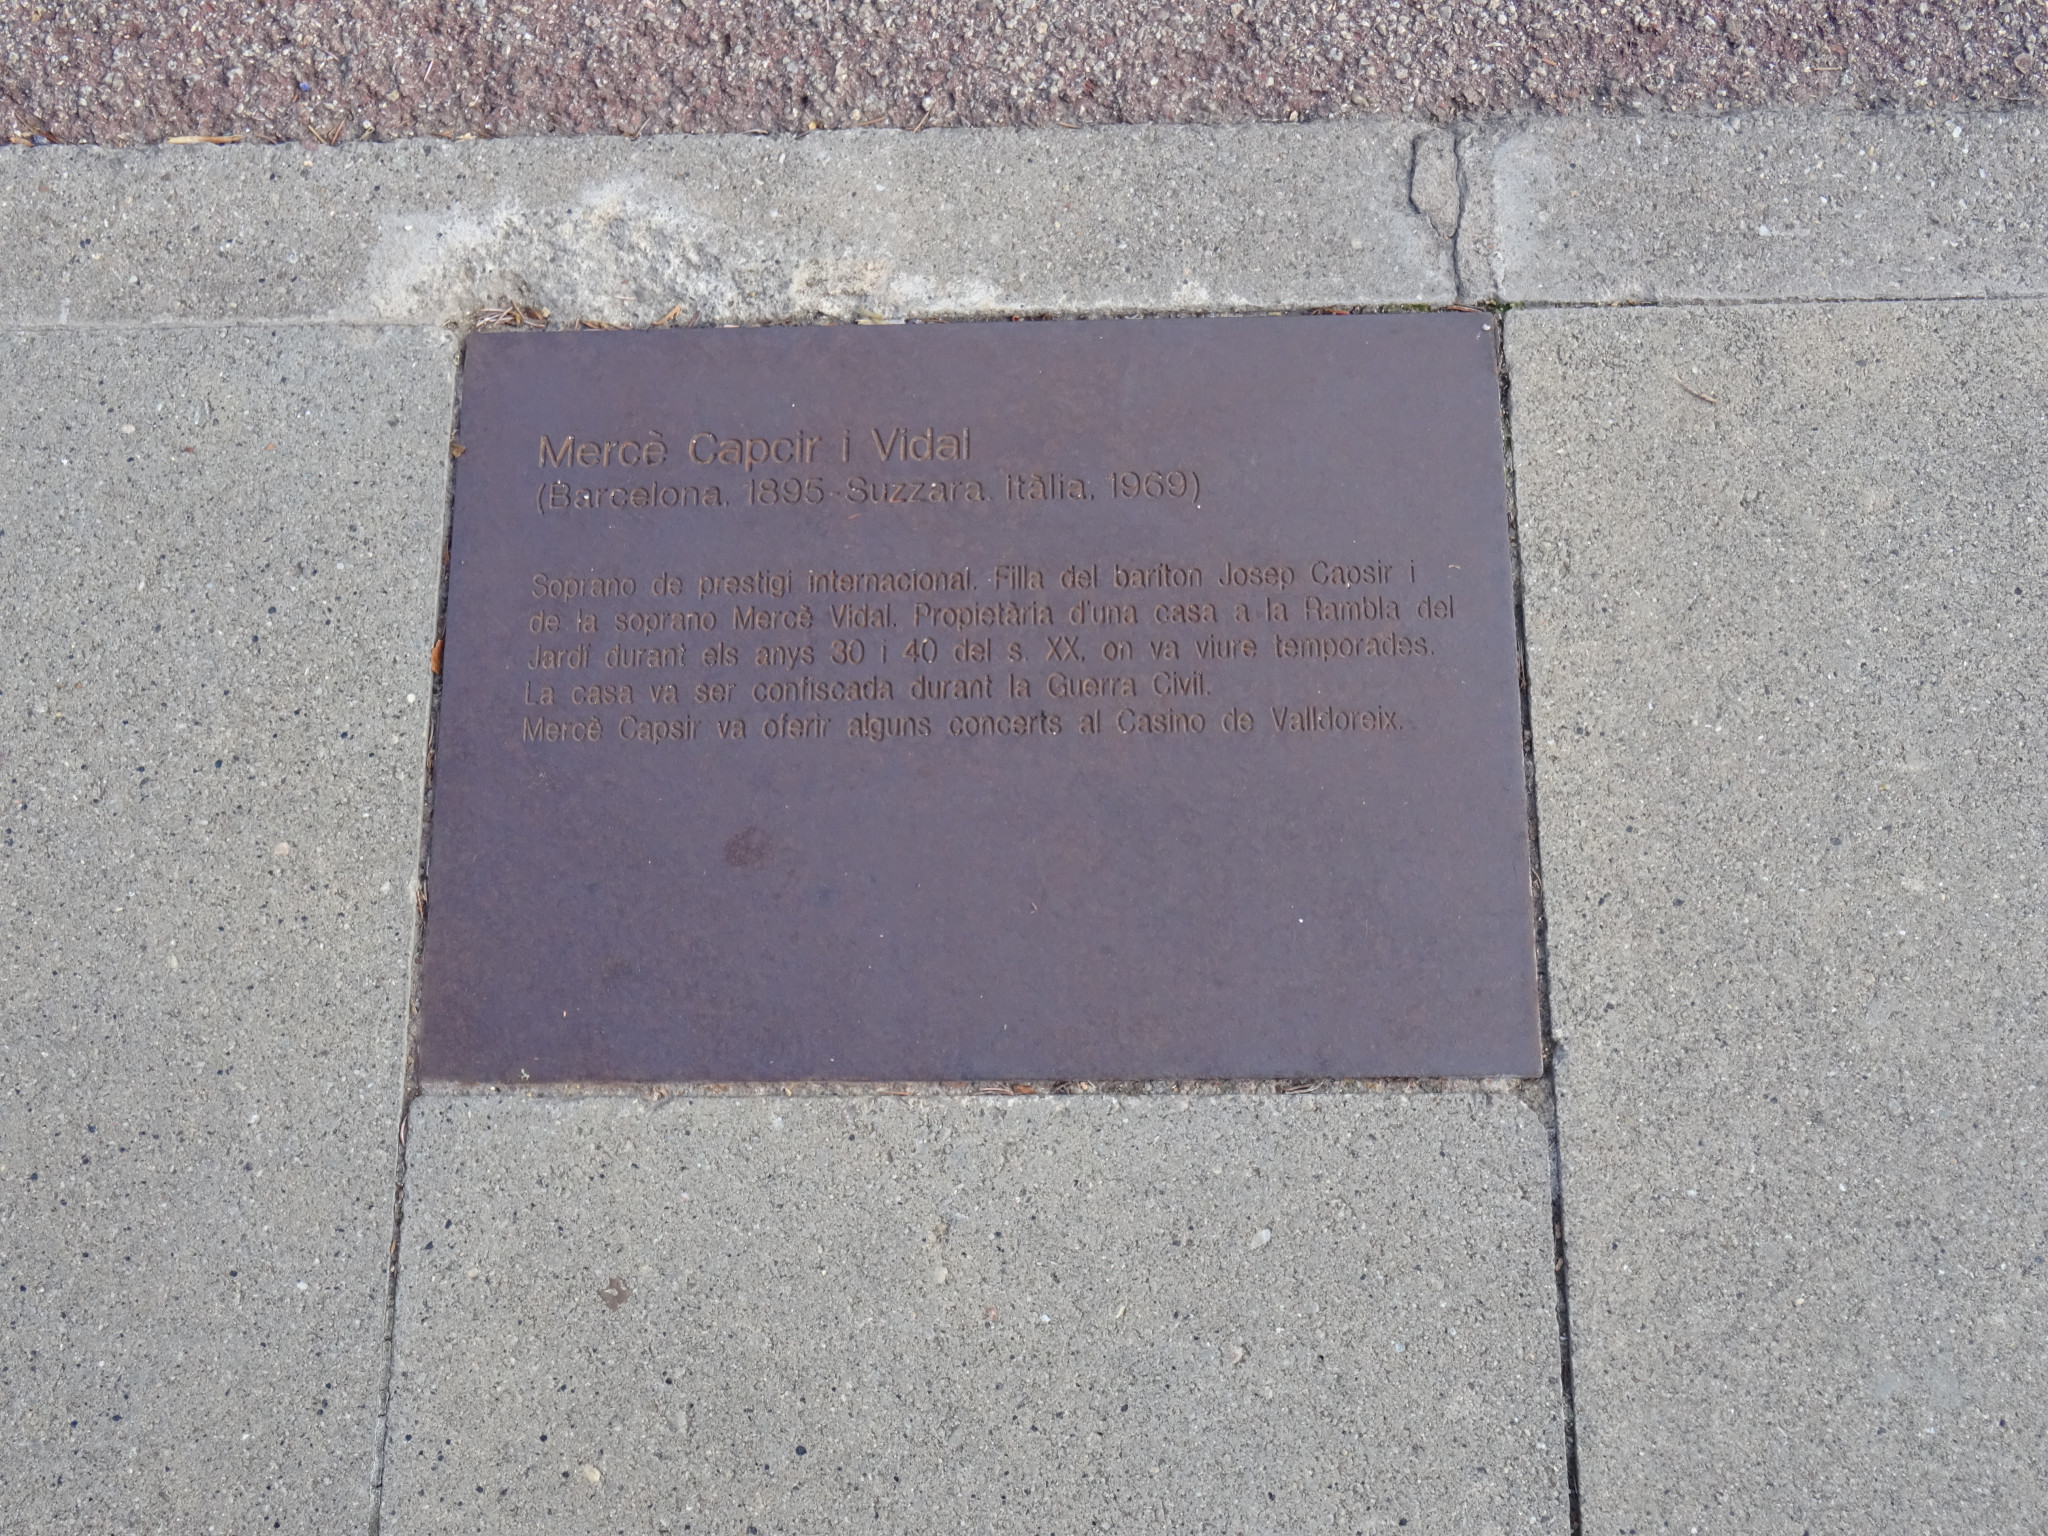 Mercè Capcir i Vidal
(Barcelona, 1895 - Suzzara, Itàlia, 1969)
Soprano de prestigi internacional. Filla del baríton Josep Capsir i
de la soprano Mercè Vidal. Propietària d'una casa a la Rambla del
Jardí durant els anys 30 i 40 del s. XX, on va viure temporades.
La casa va ser confiscada durant la Guerra Civil.
Mercè Capsir va oferir alguns concerts al Casino de Valldoreix.